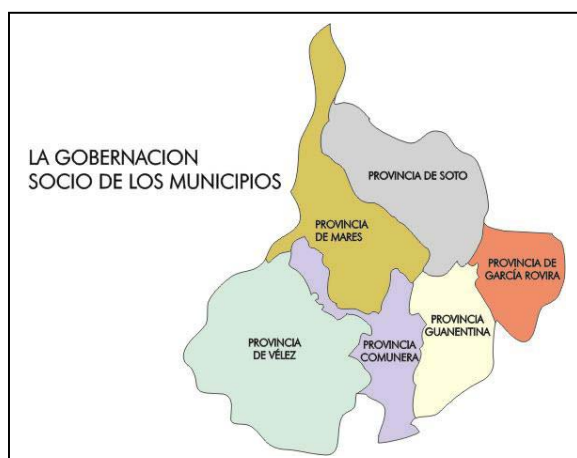 LA GOBERNACION
SOCIO DE LOS MUNICIPIOS
PROVINCIA DE SOTO
PROVINCIA
DE MARES
PROVINCIA DE
GARCÍA ROVIRA
PROVINCIA
GUANENTINA
PROVINCIA
COMUNERA
PROVINCIA
DE VÉLEZ